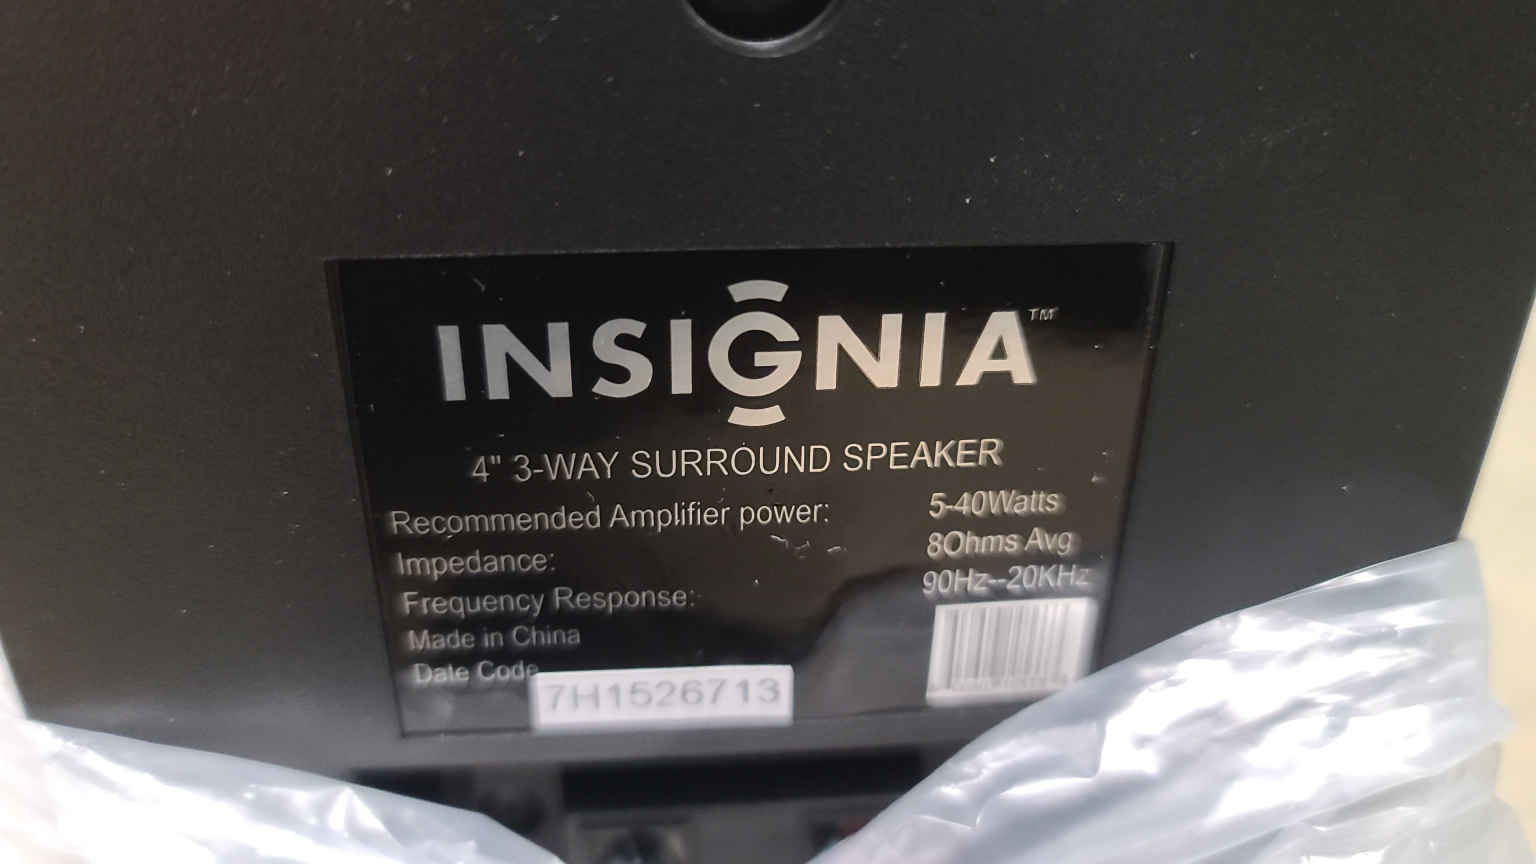 INSIGNIA™
4" 3-WAY SURROUND SPEAKER
Recommended Amplifier power: 5-40Watts
Impedance: 8Ohms Avg
Frequency Response: 90Hz--20KHz
Made in China
Date Code
7H1526713